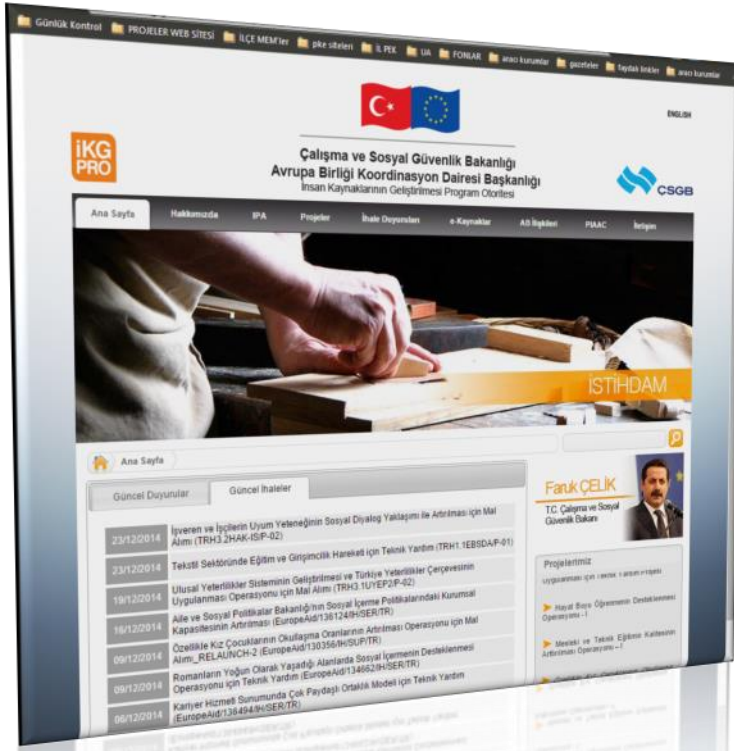 Günlük Kontrol PROJELER WEB SİTESİ İLÇE MEM'ler pke siteleri İL PEK UA FONLAR aracı kurumlar gazeteler faydalı linkler aracı kurumlar
ENGLISH
iKG
PRO
Çalışma ve Sosyal Güvenlik Bakanlığı
Avrupa Birliği Koordinasyon Dairesi Başkanlığı
İnsan Kaynaklarının Geliştirilmesi Program Otoritesi
ÇSGB
Ana Sayfa Hakkımızda IPA Projeler İhale Duyuruları e-Kaynaklar AB İlişkileri PIAAC İletişim
İSTİHDAM
Ana Sayfa
Güncel Duyurular Güncel İhaleler
23/12/2014 İşveren ve İşçilerin Uyum Yeteneğinin Sosyal Diyalog Yaklaşımı ile Artırılması için Mal
Alımı (TRH3.2HAK-IS/P-02)
23/12/2014 Tekstil Sektöründe Eğitim ve Girişimcilik Hareketi için Teknik Yardım (TRH1.1EBSDA/P-01)
19/12/2014 Ulusal Yeterlilikler Sisteminin Geliştirilmesi ve Türkiye Yeterlilikler Çerçevesinin
Uygulanması Operasyonu için Mal Alımı (TRH3.1UYEP2/P-02)
16/12/2014 Aile ve Sosyal Politikalar Bakanlığı'nın Sosyal İçerme Politikalarındaki Kurumsal
Kapasitesinin Artırılması (EuropeAid/136124/IH/SER/TR)
09/12/2014 Özellikle Kız Çocuklarının Okullaşma Oranlarının Artırılması Operasyonu için Mal
Alımı_RELAUNCH-2 (EuropeAid/130356/IH/SUP/TR)
09/12/2014 Romanların Yoğun Olarak Yaşadığı Alanlarda Sosyal İçermenin Desteklenmesi
Operasyonu için Teknik Yardım (EuropeAid/134662/IH/SER/TR)
06/12/2014 Kariyer Hizmeti Sunumunda Çok Paydaşlı Ortaklık Modeli için Teknik Yardım
(EuropeAid/136494/IH/SER/TR)
Faruk ÇELİK
T.C. Çalışma ve Sosyal
Güvenlik Bakanı
Projelerimiz
Uygulanması için Teknik Yardım Projesi
Hayat Boyu Öğrenmenin Desteklenmesi
Operasyonu - I
Mesleki ve Teknik Eğitimin Kalitesinin
Artırılması Operasyonu – I